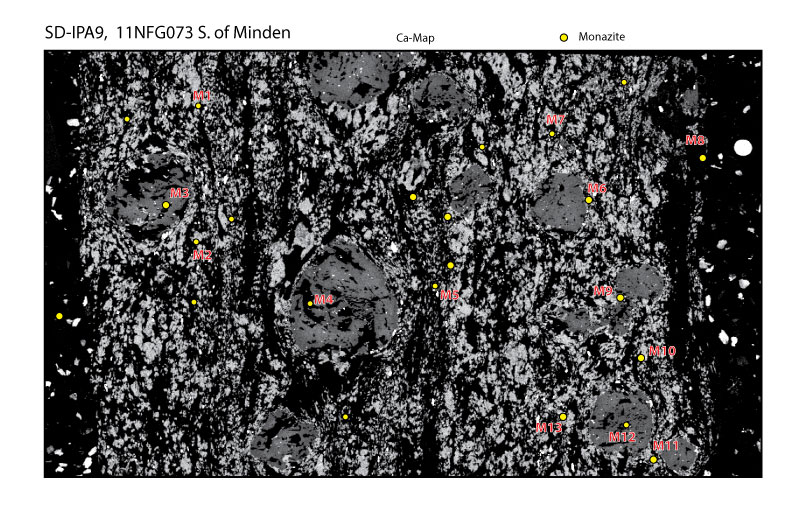 SD-IPA9, 11NFG073 S. of Minden
Ca-Map
Monazite
M1
M7
M8
M3
M6
M2
M5
M4
M9
M10
M13
M12
M11